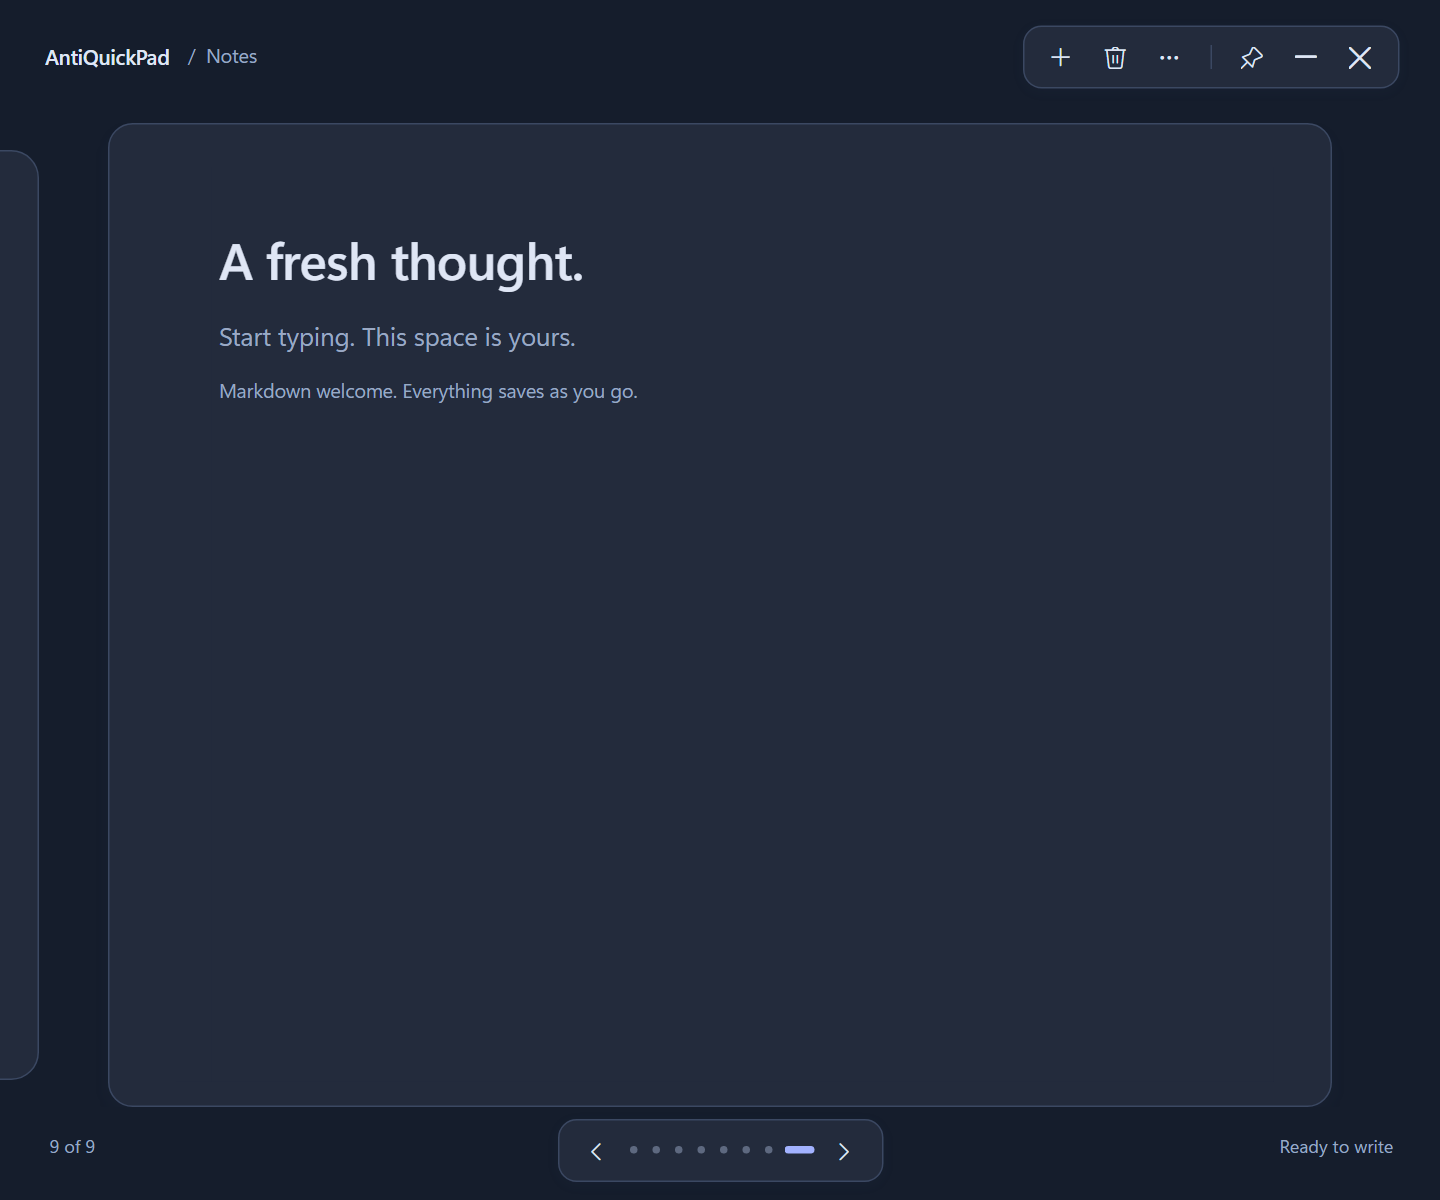 AntiQuickPad / Notes
A fresh thought.
Start typing. This space is yours.
Markdown welcome. Everything saves as you go.
9 of 9
Ready to write